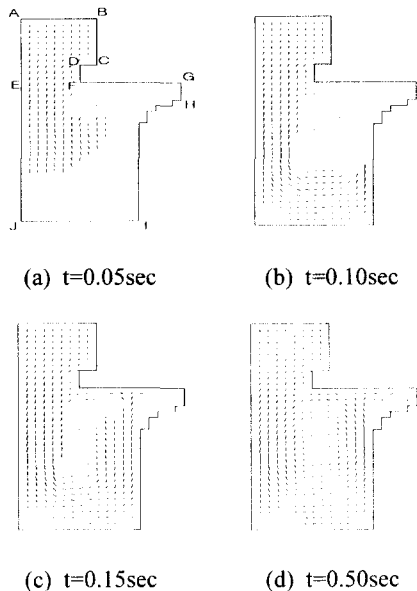 A B
D C
E F G
H
J I
(a) t=0.05sec (b) t=0.10sec
(c) t=0.15sec (d) t=0.50sec